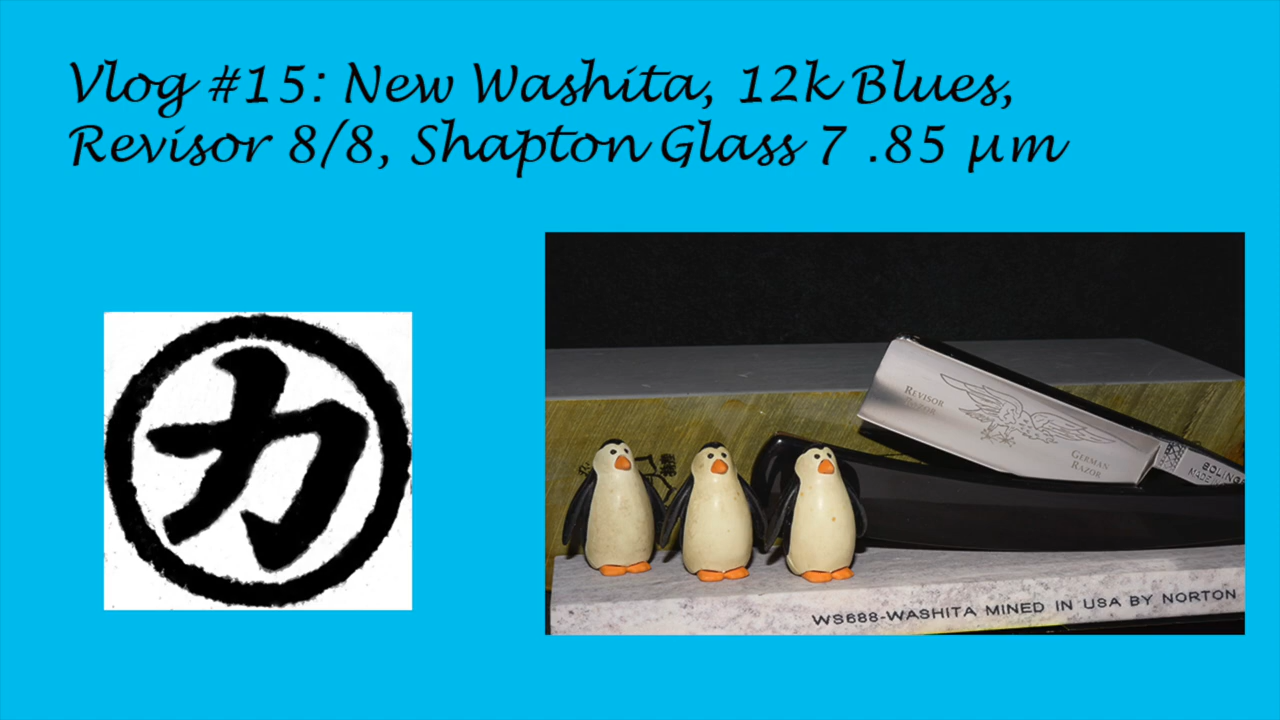 Vlog #15: New Washita, 12k Blues,
Revisor 8/8, Shapton Glass 7 .85 µm
力
REVISOR
RAZOR
GERMAN
RAZOR
WS688-WASHITA MINED IN USA BY NORTON